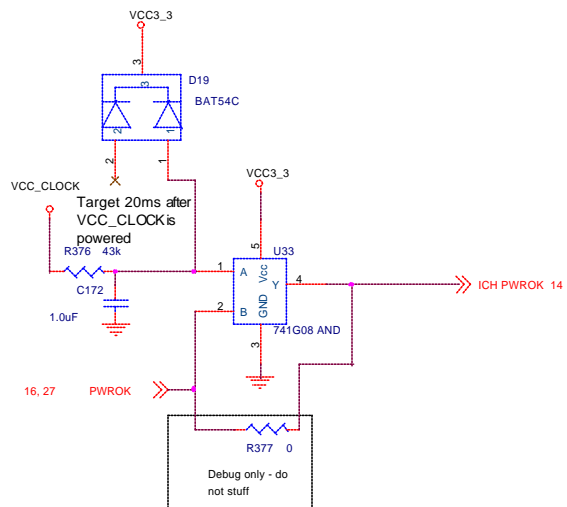 VCC3_3
3
D19
3
BAT54C
2
1
2
1
VCC_CLOCK
VCC3_3
Target 20ms after
VCC_CLOCK is
powered
R376 43k
5
U33
1
A
Vcc
Y
4
ICH PWROK 14
C172
GND
2
B
1.0uF
741G08 AND
3
16, 27 PWROK
R377 0
Debug only - do
not stuff